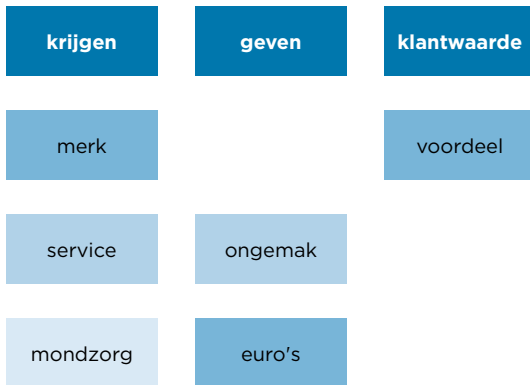 krijgen geven klantwaarde
merk voordeel
service ongemak
mondzorg euro's